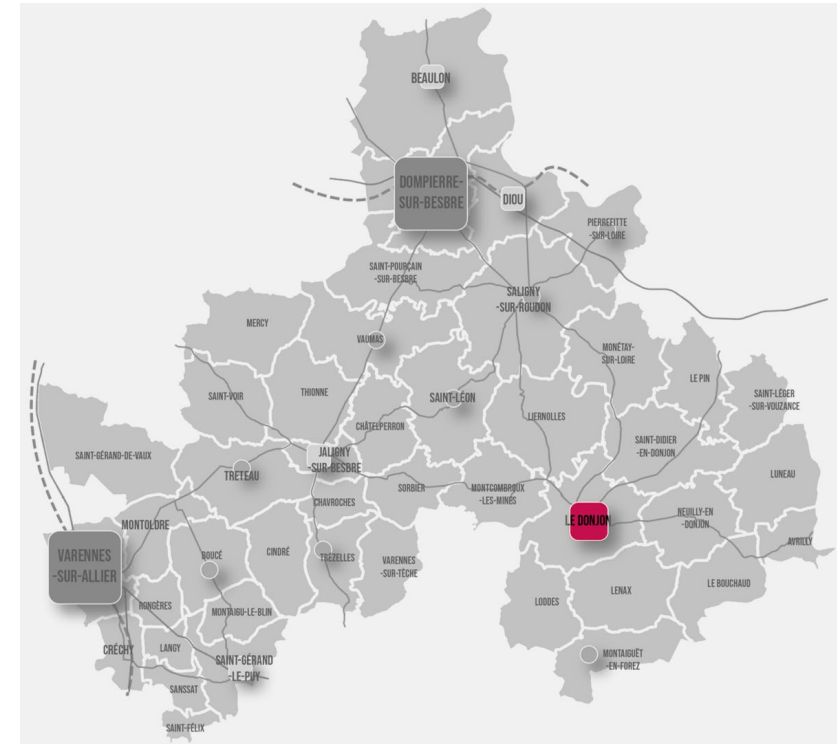 BEAULON
DOMPIERRE-
SUR-BESBRE
DIOU
PIERREFITTE
-SUR-LOIRE
SAINT-POURÇAIN
-SUR-BESBRE
SALIGNY
-SUR-ROUDON
MERCY
VAUMAS
MONÉTAY-
SUR-LOIRE
LE PIN
SAINT-VOIR
THIONNE
SAINT-LÉON
SAINT-LÉGER
-SUR-VOUZANCE
CHÂTELPERRON
LIERNOLLES
SAINT-DIDIER
-EN-DONJON
SAINT-GÉRAND-DE-VAUX
JALIGNY
-SUR-BESBRE
TRETEAU
LUNEAU
SORBIER
MONTCOMBROUX
-LES-MINES
CHAVROCHES
LE DONJON
NEUILLY-EN
-DONJON
MONTOLDRE
AVRILLY
VARENNES
-SUR-ALLIER
BOUCÉ
CINDRÉ
TRÉZELLES
VARENNES
-SUR-TÈCHE
LE BOUCHAUD
LENAX
LODDES
RONGÈRES
MONTAIGU-LE-BLIN
CRÉCHY
LANGY
SAINT-GÉRAND
-LE-PUY
MONTAIGUËT
-EN-FOREZ
SANSSAT
SAINT-FÉLIX